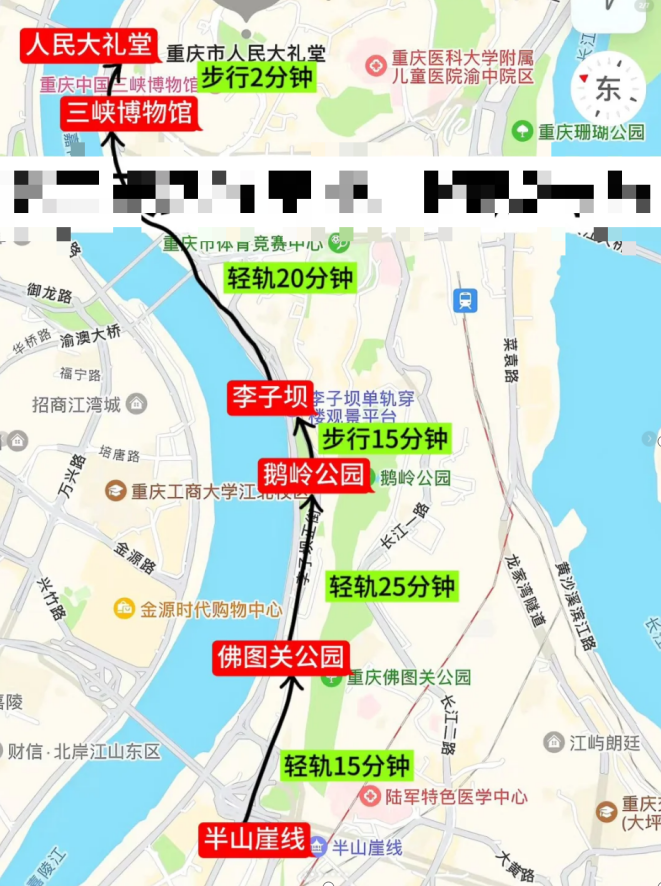 人民大礼堂
重庆市人民大礼堂
步行2分钟
重庆中国三峡博物馆
三峡博物馆
重庆医科大学附属
儿童医院渝中院区
东
重庆珊瑚公园
重庆市体育竞赛中心
轻轨20分钟
御龙路
华桥路
渝澳大桥
福宁路
招商江湾城
菜袁路
李子坝
李子坝单轨穿
楼观景平台
步行15分钟
培唐路
万兴路
鹅岭公园
鹅岭公园
重庆工商大学江北校区
长江一路
金源路
轻轨25分钟
龙家湾隧道
黄沙溪滨江路
兴竹路
金源时代购物中心
佛图关公园
重庆佛图关公园
嘉陵
长江二路
财信·北岸江山东区
江屿朗廷
轻轨15分钟
陆军特色医学中心
重庆
(大坪
半山崖线
半山崖线
大黄路
嘉陵江